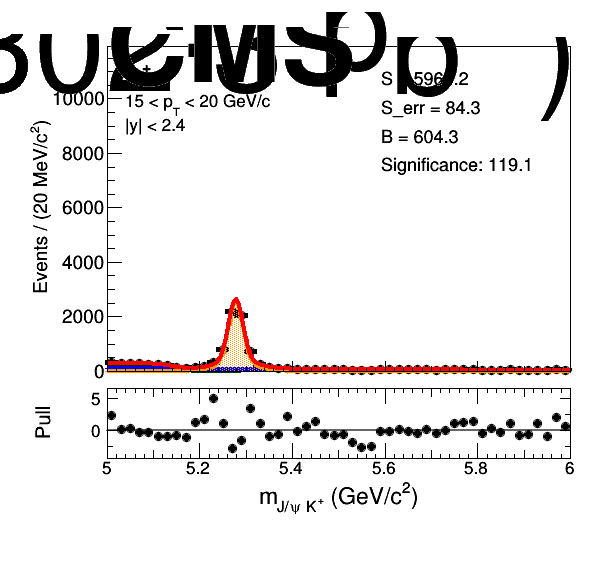 CMS
15 < p_T < 20 GeV/c
|y| < 2.4
S_err = 84.3
B = 604.3
Significance: 119.1
Events / (20 MeV/c²)
10000
8000
6000
4000
2000
0
Pull
5
0
5 5.2 5.4 5.6 5.8 6
m_{J/ψ K⁺} (GeV/c²)